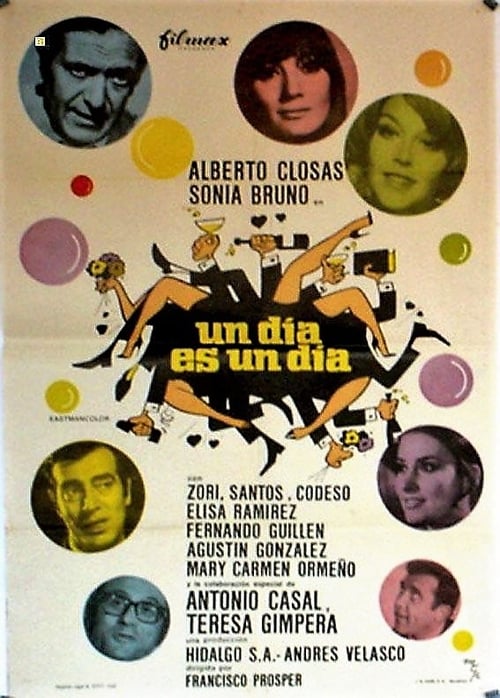 filmax
PRESENTA
ALBERTO CLOSAS
SONIA BRUNO en
un día
es un día
EASTMANCOLOR
con
ZORI, SANTOS, CODESO
ELISA RAMIREZ
FERNANDO GUILLEN
AGUSTIN GONZALEZ
MARY CARMEN ORMEÑO
y la colaboración especial de
ANTONIO CASAL,
TERESA GIMPERA
una producción
HIDALGO S.A.-ANDRES VELASCO
dirigida por
FRANCISCO PROSPER